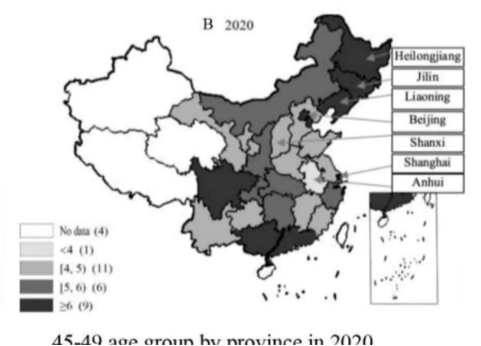 B 2020
Heilongjiang
Jilin
Liaoning
Beijing
Shanxi
Shanghai
Anhui
No data (4)
<4 (1)
[4, 5) (11)
[5, 6) (6)
≥6 (9)
45-49 age group by province in 2020